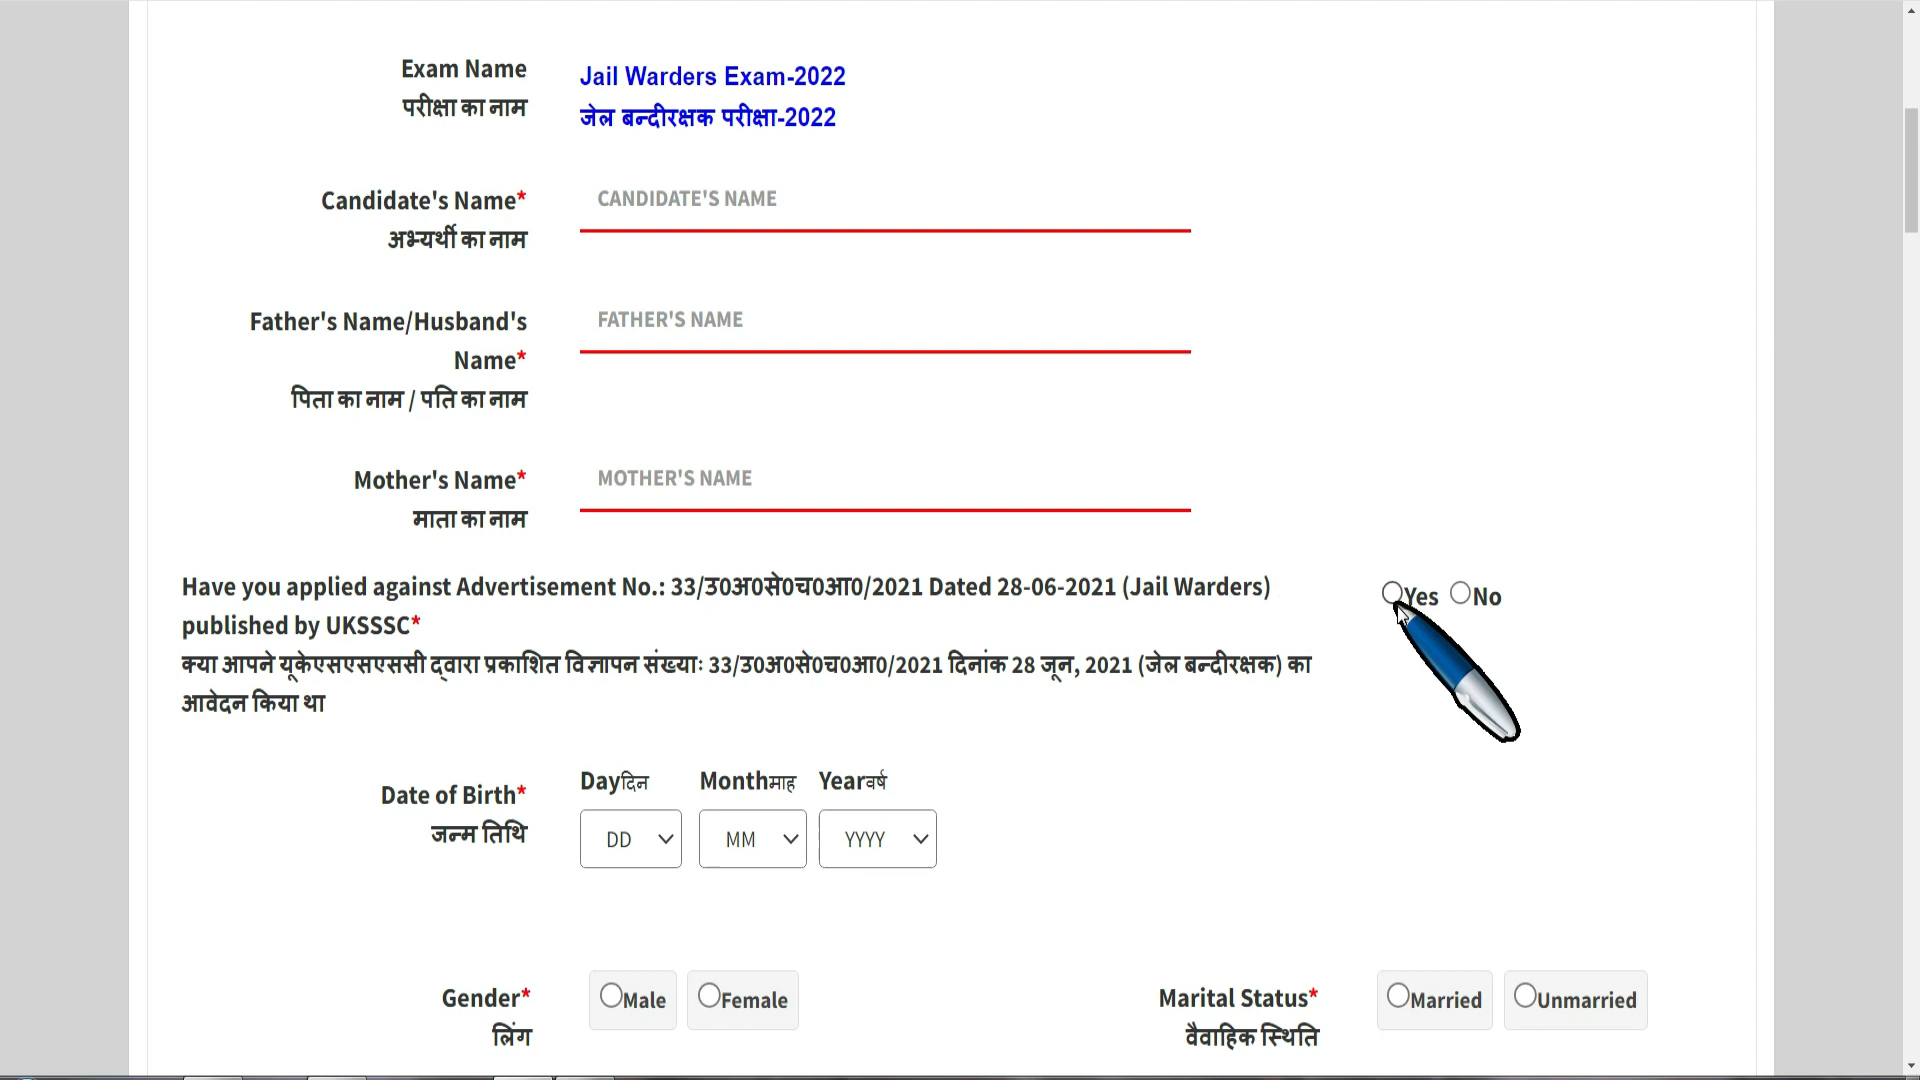 Exam Name
परीक्षा का नाम
Jail Warders Exam-2022
जेल बन्दीरक्षक परीक्षा-2022
Candidate's Name*
अभ्यर्थी का नाम
CANDIDATE'S NAME
Father's Name/Husband's
Name*
पिता का नाम / पति का नाम
FATHER'S NAME
Mother's Name*
माता का नाम
MOTHER'S NAME
Have you applied against Advertisement No.: 33/उ0अ0से0च0आ0/2021 Dated 28-06-2021 (Jail Warders)
published by UKSSSC*
क्या आपने यूकेएसएसएससी द्वारा प्रकाशित विज्ञापन संख्याः 33/उ0अ0से0च0आ0/2021 दिनांक 28 जून, 2021 (जेल बन्दीरक्षक) का
आवेदन किया था
Yes No
Date of Birth*
जन्म तिथि
Dayदिन Monthमाह Yearवर्ष
DD MM YYYY
Gender*
लिंग
Male Female
Marital Status*
वैवाहिक स्थिति
Married Unmarried